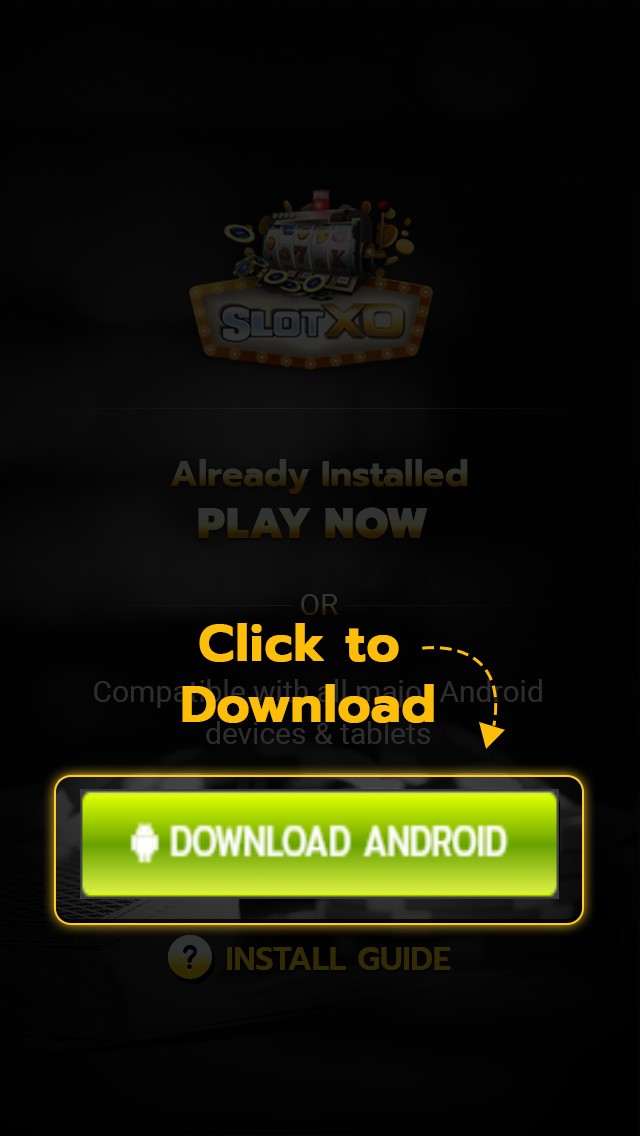 SLOTXO
Already Installed
PLAY NOW
OR
Click to
Compatible with all major Android
Download
devices & tablets
DOWNLOAD ANDROID
? INSTALL GUIDE